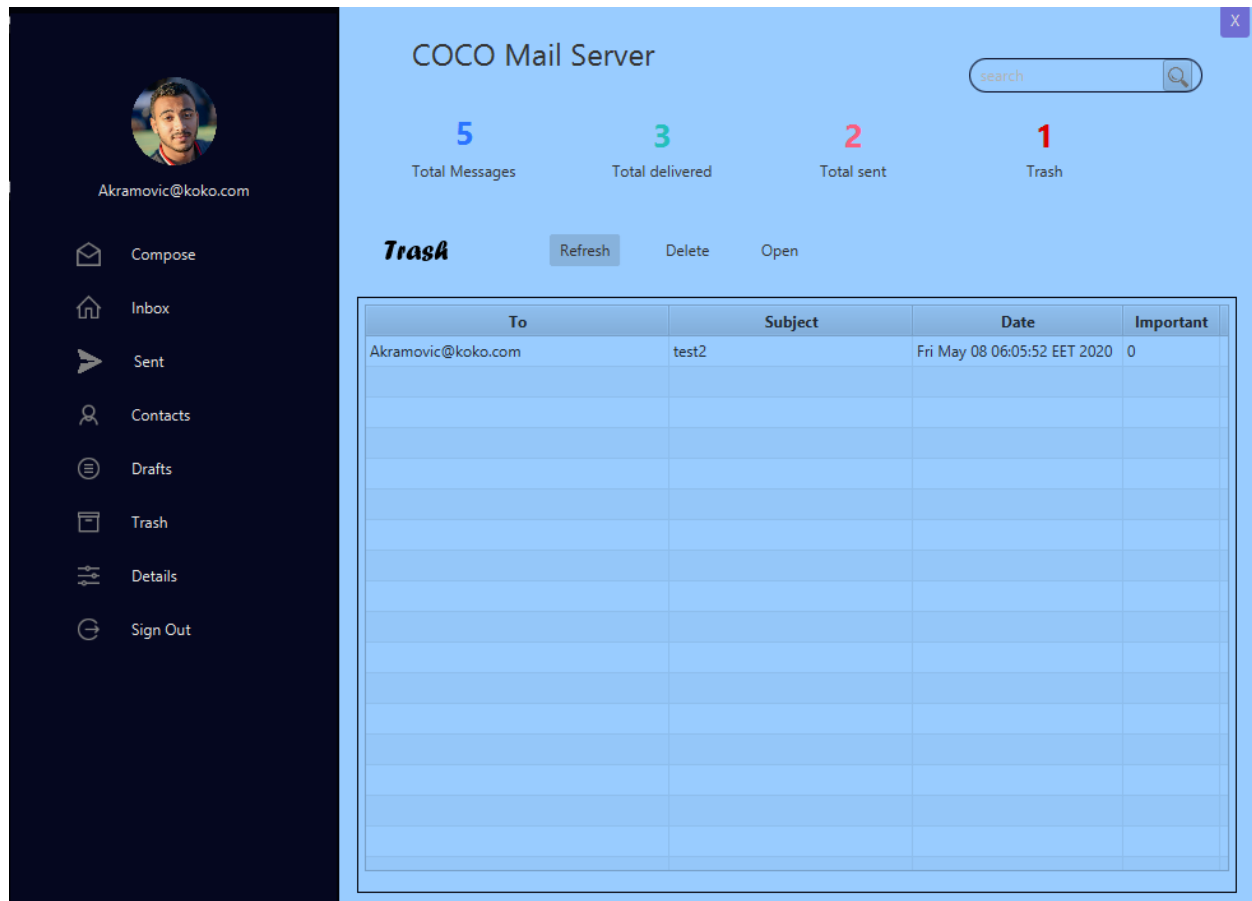 X
COCO Mail Server
search
5 3 2 1
Total Messages Total delivered Total sent Trash
Akramovic@koko.com
Compose
Inbox
Sent
Contacts
Drafts
Trash
Details
Sign Out
Trash Refresh Delete Open
To Subject Date Important
Akramovic@koko.com test2 Fri May 08 06:05:52 EET 2020 0